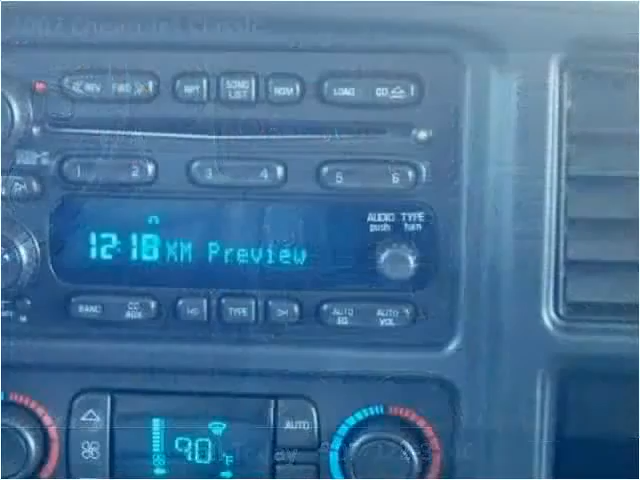 REV FWD
RPT SONG LIST RDM LOAD CD
1 2 3 4 5 6
AUDIO TYPE
push turn
12:18 XM Preview
BAND CD AUX TYPE AUTO EQ AUTO VOL
AUTO
90 °F